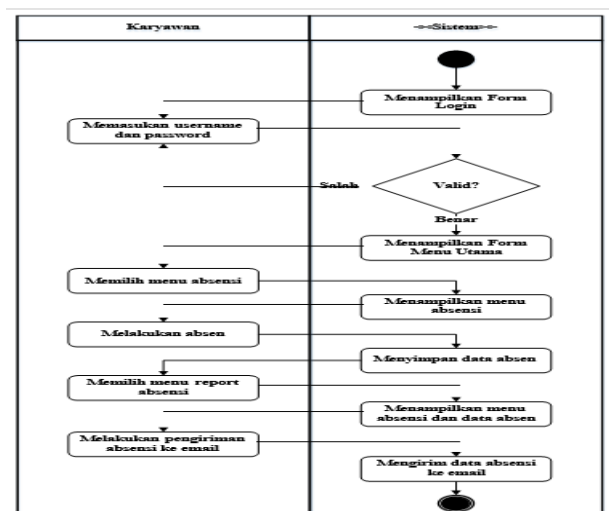 Karyawan
<<Sistem>>
Menampilkan Form
Login
Memasukan username
dan password
Salah
Valid?
Benar
Menampilkan Form
Menu Utama
Memilih menu absensi
Menampilkan menu
absensi
Melakukan absen
Menyimpan data absen
Memilih menu report
absensi
Menampilkan menu
absensi dan data absen
Melakukan pengiriman
absensi ke email
Mengirim data absensi
ke email